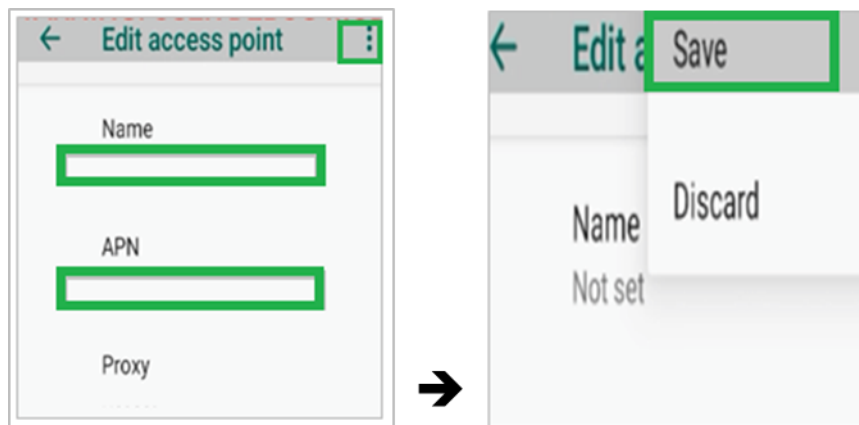 Edit access point
Name
APN
Proxy
Edit a
Save
Discard
Name
Not set